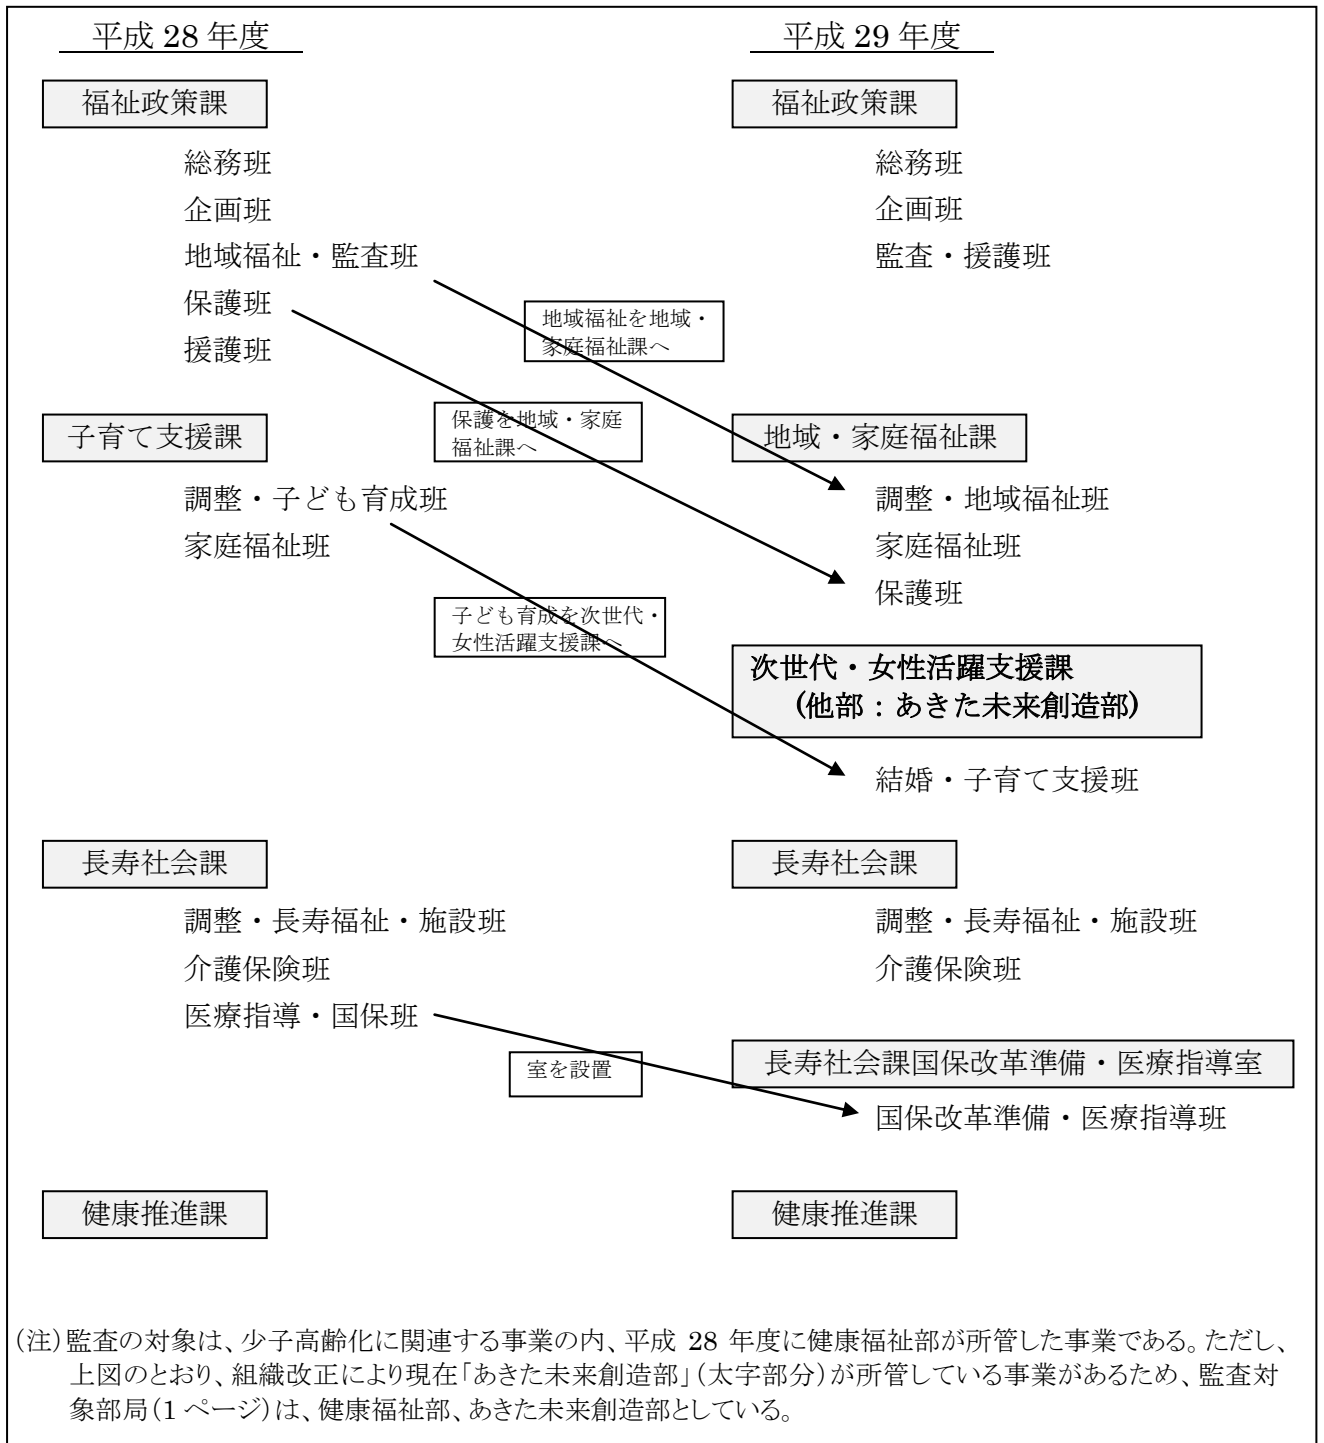 平成 28 年度
平成 29 年度
福祉政策課
福祉政策課
総務班
総務班
企画班
企画班
地域福祉・監査班
監査・援護班
保護班
地域福祉を地域・
家庭福祉課へ
援護班
子育て支援課
保護を地域・家庭
福祉課へ
地域・家庭福祉課
調整・子ども育成班
調整・地域福祉班
家庭福祉班
家庭福祉班
保護班
子ども育成を次世代・
女性活躍支援課へ
次世代・女性活躍支援課
(他部:あきた未来創造部)
結婚・子育て支援班
長寿社会課
長寿社会課
調整・長寿福祉・施設班
調整・長寿福祉・施設班
介護保険班
介護保険班
医療指導・国保班
室を設置
長寿社会課国保改革準備・医療指導室
国保改革準備・医療指導班
健康推進課
健康推進課
(注)監査の対象は、少子高齢化に関連する事業の内、平成 28 年度に健康福祉部が所管した事業である。ただし、
上図のとおり、組織改正により現在「あきた未来創造部」(太字部分)が所管している事業があるため、監査対
象部局(1 ページ)は、健康福祉部、あきた未来創造部としている。